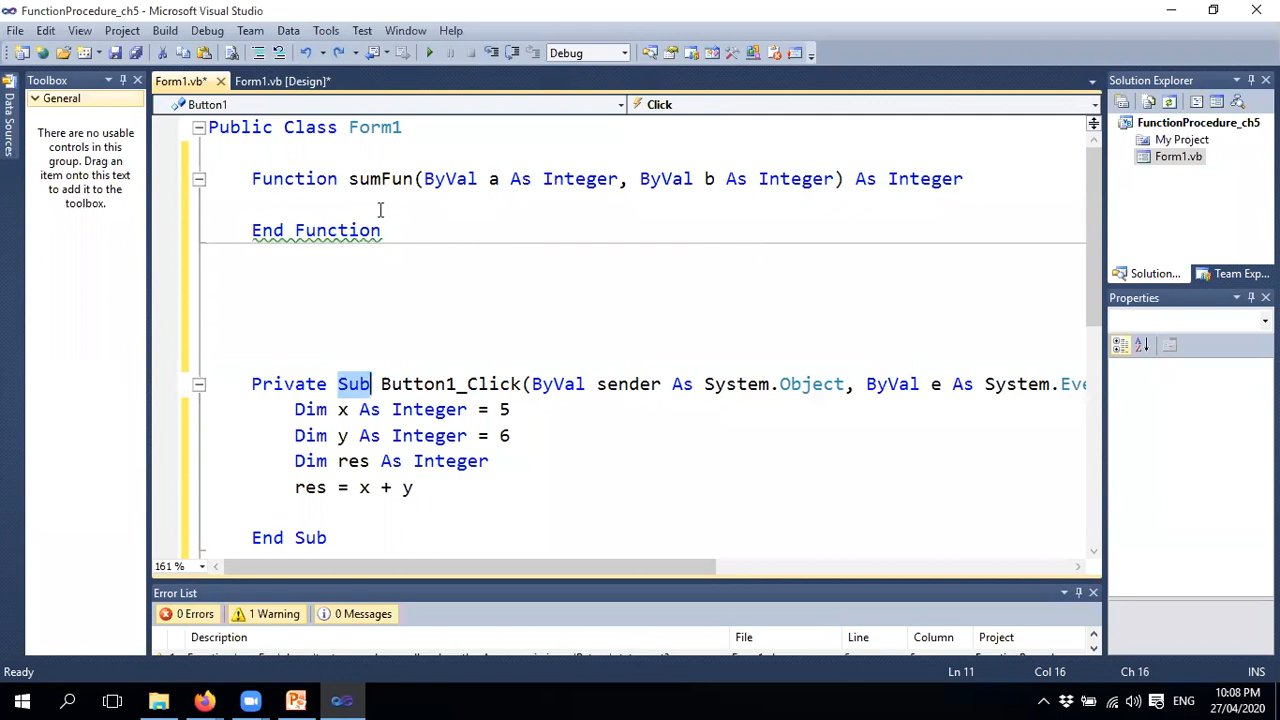 FunctionProcedure_ch5 - Microsoft Visual Studio
File Edit View Project Build Debug Team Data Tools Test Window Help
Debug
Toolbox
General
There are no usable
controls in this
group. Drag an
item onto this text
to add it to the
toolbox.
Data Sources
Form1.vb* Form1.vb [Design]*
Button1 Click
Public Class Form1
Function sumFun(ByVal a As Integer, ByVal b As Integer) As Integer
End Function
Private Sub Button1_Click(ByVal sender As System.Object, ByVal e As System.Eve
Dim x As Integer = 5
Dim y As Integer = 6
Dim res As Integer
res = x + y
End Sub
161 %
Error List
0 Errors 1 Warning 0 Messages
Description File Line Column Project
Solution Explorer
FunctionProcedure_ch5
My Project
Form1.vb
Solution... Team Exp...
Properties
Ready Ln 11 Col 16 Ch 16 INS
ENG
10:08 PM
27/04/2020